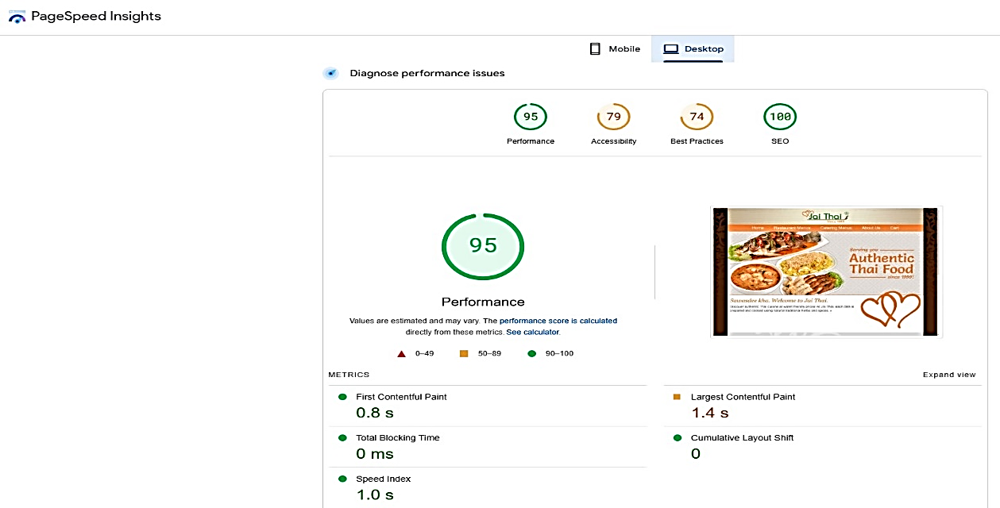 PageSpeed Insights
Mobile
Desktop
Diagnose performance issues
95
79
74
100
Performance
Accessibility
Best Practices
SEO
95
Performance
Values are estimated and may vary. The performance score is calculated
directly from these metrics. See calculator.
0–49
50–89
90–100
Jai Thai
Home Restaurant Menus Catering Menus About Us Cart
Serving you
Authentic
Thai Food
since 1998!
Sawasdee kha, Welcome to Jai Thai.
METRICS
Expand view
First Contentful Paint
0.8 s
Largest Contentful Paint
1.4 s
Total Blocking Time
0 ms
Cumulative Layout Shift
0
Speed Index
1.0 s